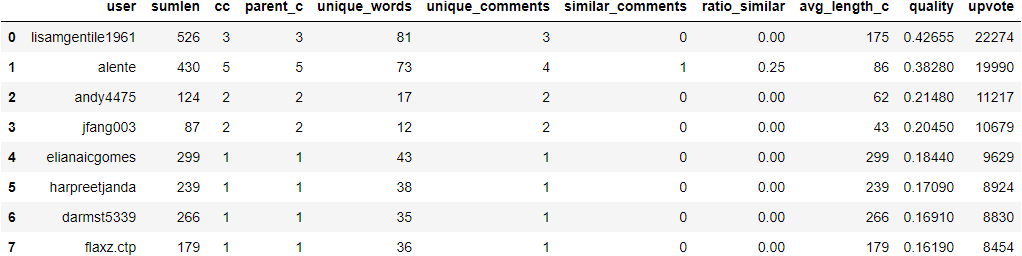 user sumlen cc parent_c unique_words unique_comments similar_comments ratio_similar avg_length_c quality upvote
0 lisamgentile1961 526 3 3 81 3 0 0.00 175 0.42655 22274
1 alente 430 5 5 73 4 1 0.25 86 0.38280 19990
2 andy4475 124 2 2 17 2 0 0.00 62 0.21480 11217
3 jfang003 87 2 2 12 2 0 0.00 43 0.20450 10679
4 elianaicgomes 299 1 1 43 1 0 0.00 299 0.18440 9629
5 harpreetjanda 239 1 1 38 1 0 0.00 239 0.17090 8924
6 darmst5339 266 1 1 35 1 0 0.00 266 0.16910 8830
7 flaxz.ctp 179 1 1 36 1 0 0.00 179 0.16190 8454